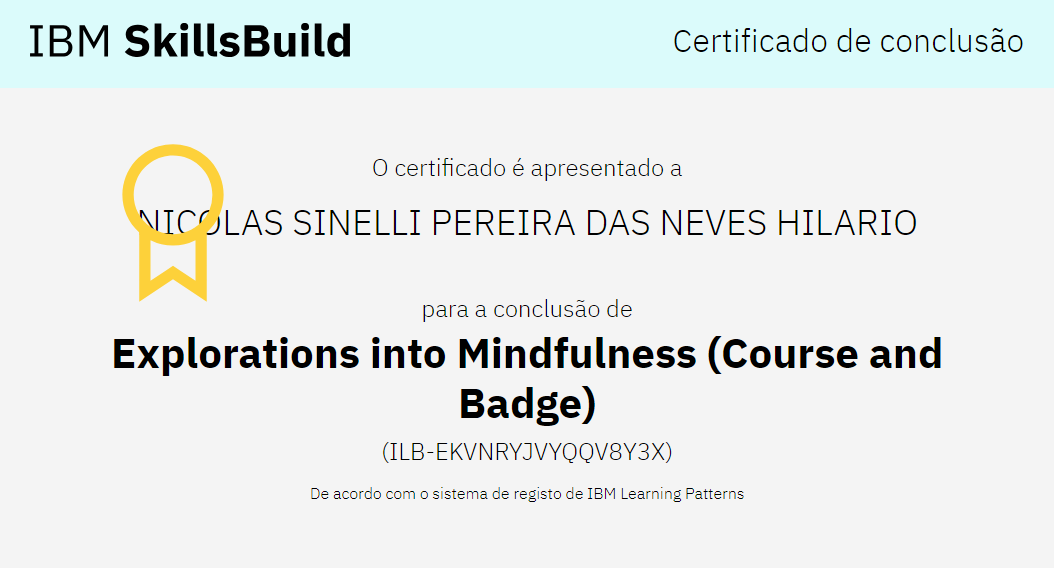 IBM SkillsBuild
Certificado de conclusão
O certificado é apresentado a
NICOLAS SINELLI PEREIRA DAS NEVES HILARIO
para a conclusão de
Explorations into Mindfulness (Course and
Badge)
(ILB-EKVNRYJVYQQV8Y3X)
De acordo com o sistema de registo de IBM Learning Patterns